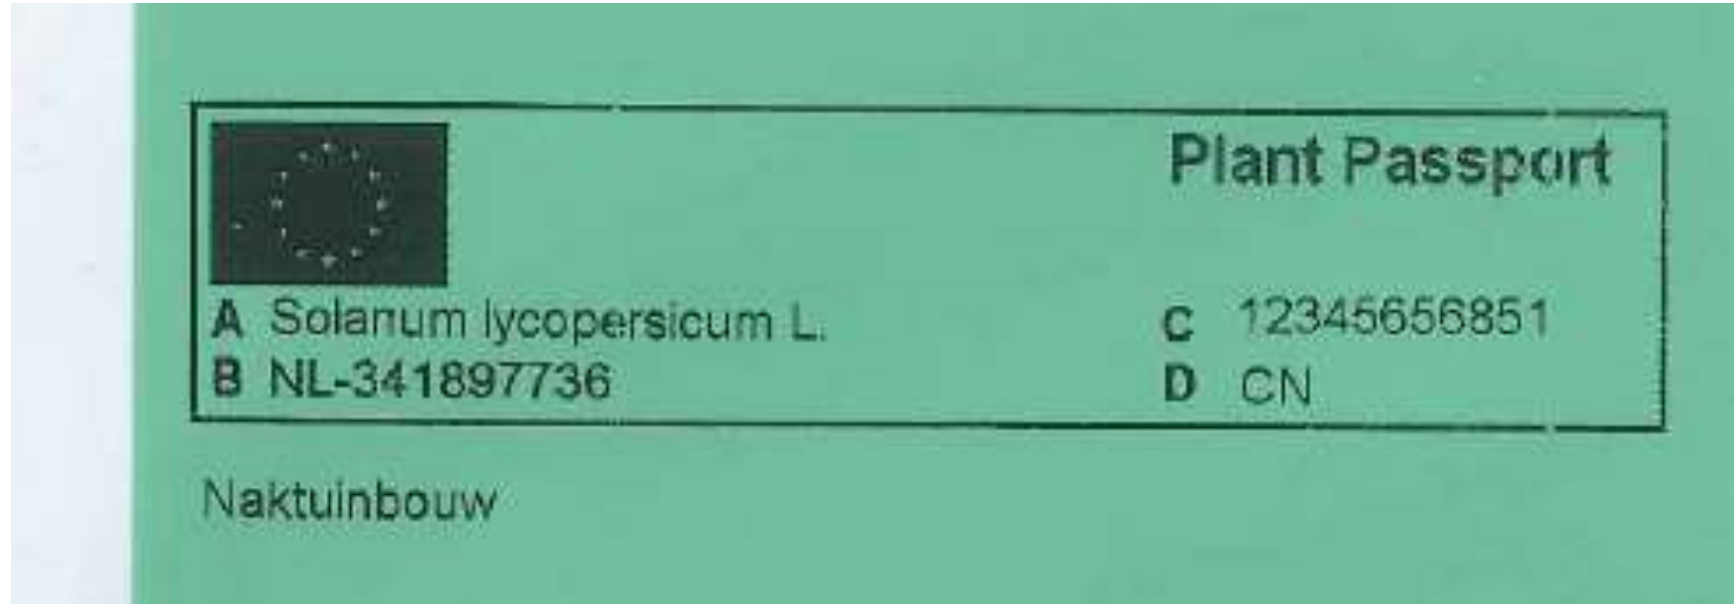 Plant Passport
A Solanum lycopersicum L.
C 12345656851
B NL-341897736
D CN
Naktuinbouw